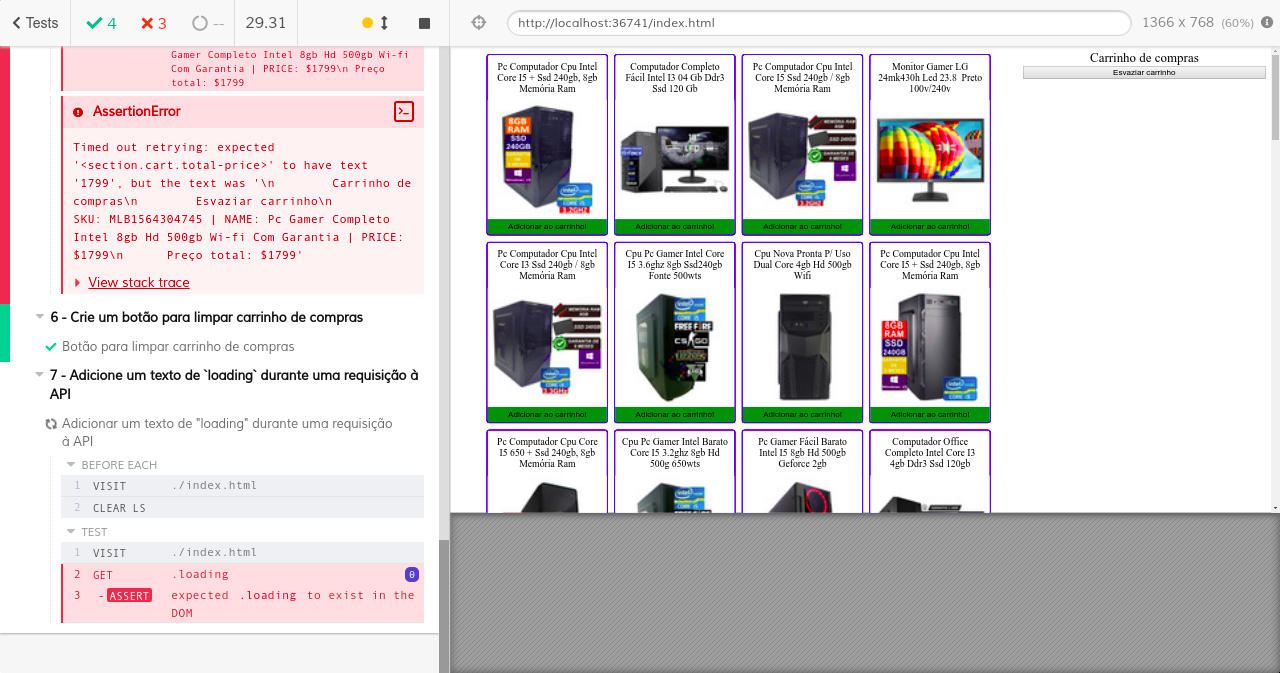 Tests
4
3
--
29.31
http://localhost:36741/index.html
1366 x 768 (60%)
Gamer Completo Intel 8gb Hd 500gb Wi-fi
Com Garantia | PRICE: $1799\n Preço
total: $1799
AssertionError
Timed out retrying: expected
'<section.cart.total-price>' to have text
'1799', but the text was '\n        Carrinho de
compras\n        Esvaziar carrinho\n
SKU: MLB1564304745 | NAME: Pc Gamer Completo
Intel 8gb Hd 500gb Wi-fi Com Garantia | PRICE:
$1799\n      Preço total: $1799'
View stack trace
6 - Crie um botão para limpar carrinho de compras
Botão para limpar carrinho de compras
7 - Adicione um texto de `loading` durante uma requisição à
API
Adicionar um texto de "loading" durante uma requisição
à API
BEFORE EACH
1 VISIT ./index.html
2 CLEAR LS
TEST
1 VISIT ./index.html
2 GET .loading 0
3 -ASSERT expected .loading to exist in the
DOM
Pc Computador Cpu Intel
Core I5 + Ssd 240gb, 8gb
Memória Ram
8GB
RAM
SSD
240GB
Adicionar ao carrinho!
Computador Completo
Fácil Intel I3 04 Gb Ddr3
Ssd 120 Gb
Adicionar ao carrinho!
Pc Computador Cpu Intel
Core I5 Ssd 240gb / 8gb
Memória Ram
Adicionar ao carrinho!
Monitor Gamer LG
24mk430h Lcd 23.8 Preto
100v/240v
Adicionar ao carrinho!
Pc Computador Cpu Intel
Core I3 Ssd 240gb / 8gb
Memória Ram
Adicionar ao carrinho!
Cpu Pc Gamer Intel Core
I5 3.6ghz 8gb Ssd240gb
Fonte 500wts
FREE FIRE
CS:GO
Adicionar ao carrinho!
Cpu Nova Pronta P/ Uso
Dual Core 4gb Hd 500gb
Wifi
Adicionar ao carrinho!
Pc Computador Cpu Intel
Core I5 + Ssd 240gb, 8gb
Memória Ram
8GB
RAM
SSD
240GB
Adicionar ao carrinho!
Pc Computador Cpu Core
I5 650 + Ssd 240gb, 8gb
Memória Ram
Cpu Pc Gamer Intel Barato
Core I5 3.2ghz 8gb Hd
500g 650wts
Pc Gamer Fácil Barato
Intel I5 8gb Hd 500gb
Geforce 2gb
Computador Office
Completo Intel Core I3
4gb Ddr3 Ssd 120gb
Carrinho de compras
Esvaziar carrinho